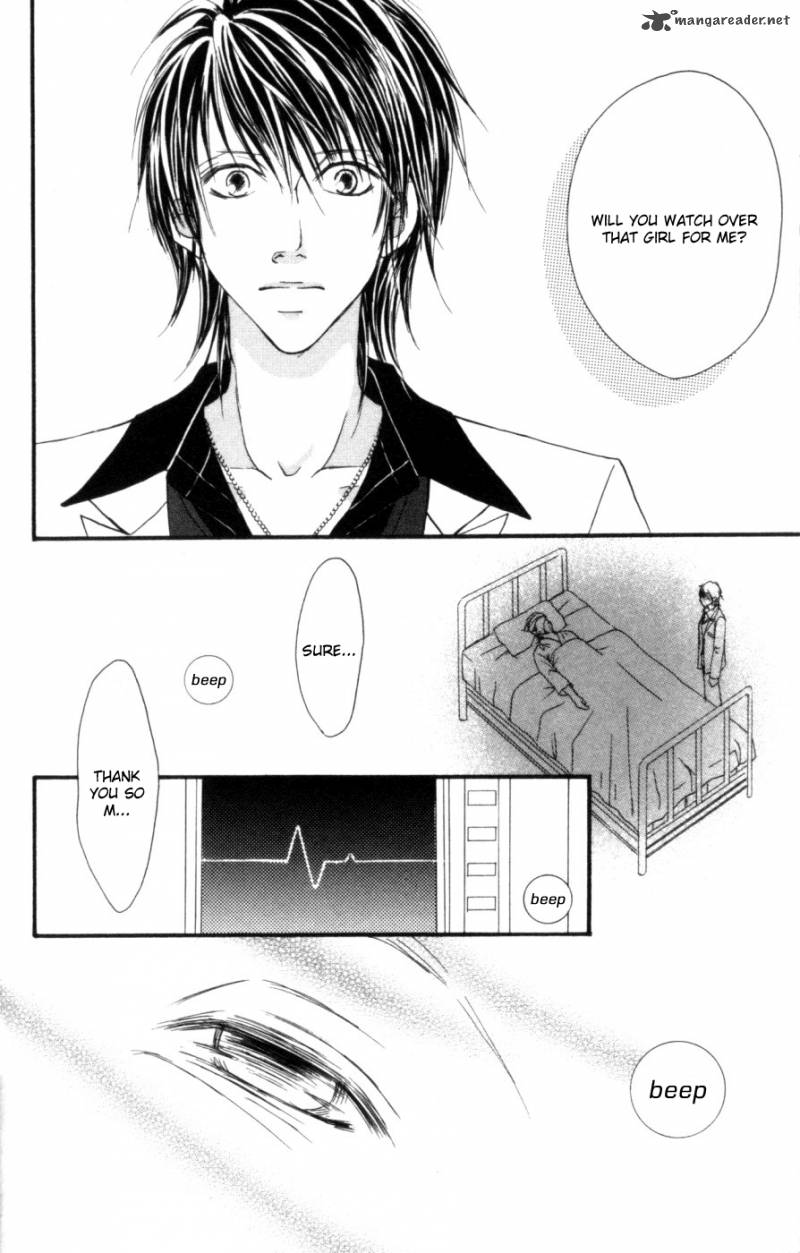 mangareader.net
WILL YOU WATCH OVER
THAT GIRL FOR ME?
SURE...
beep
THANK
YOU SO
M...
beep
beep